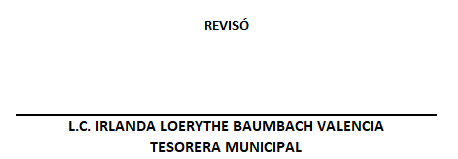 REVISÓ
L.C. IRLANDA LOERYTHE BAUMBACH VALENCIA
TESORERA MUNICIPAL